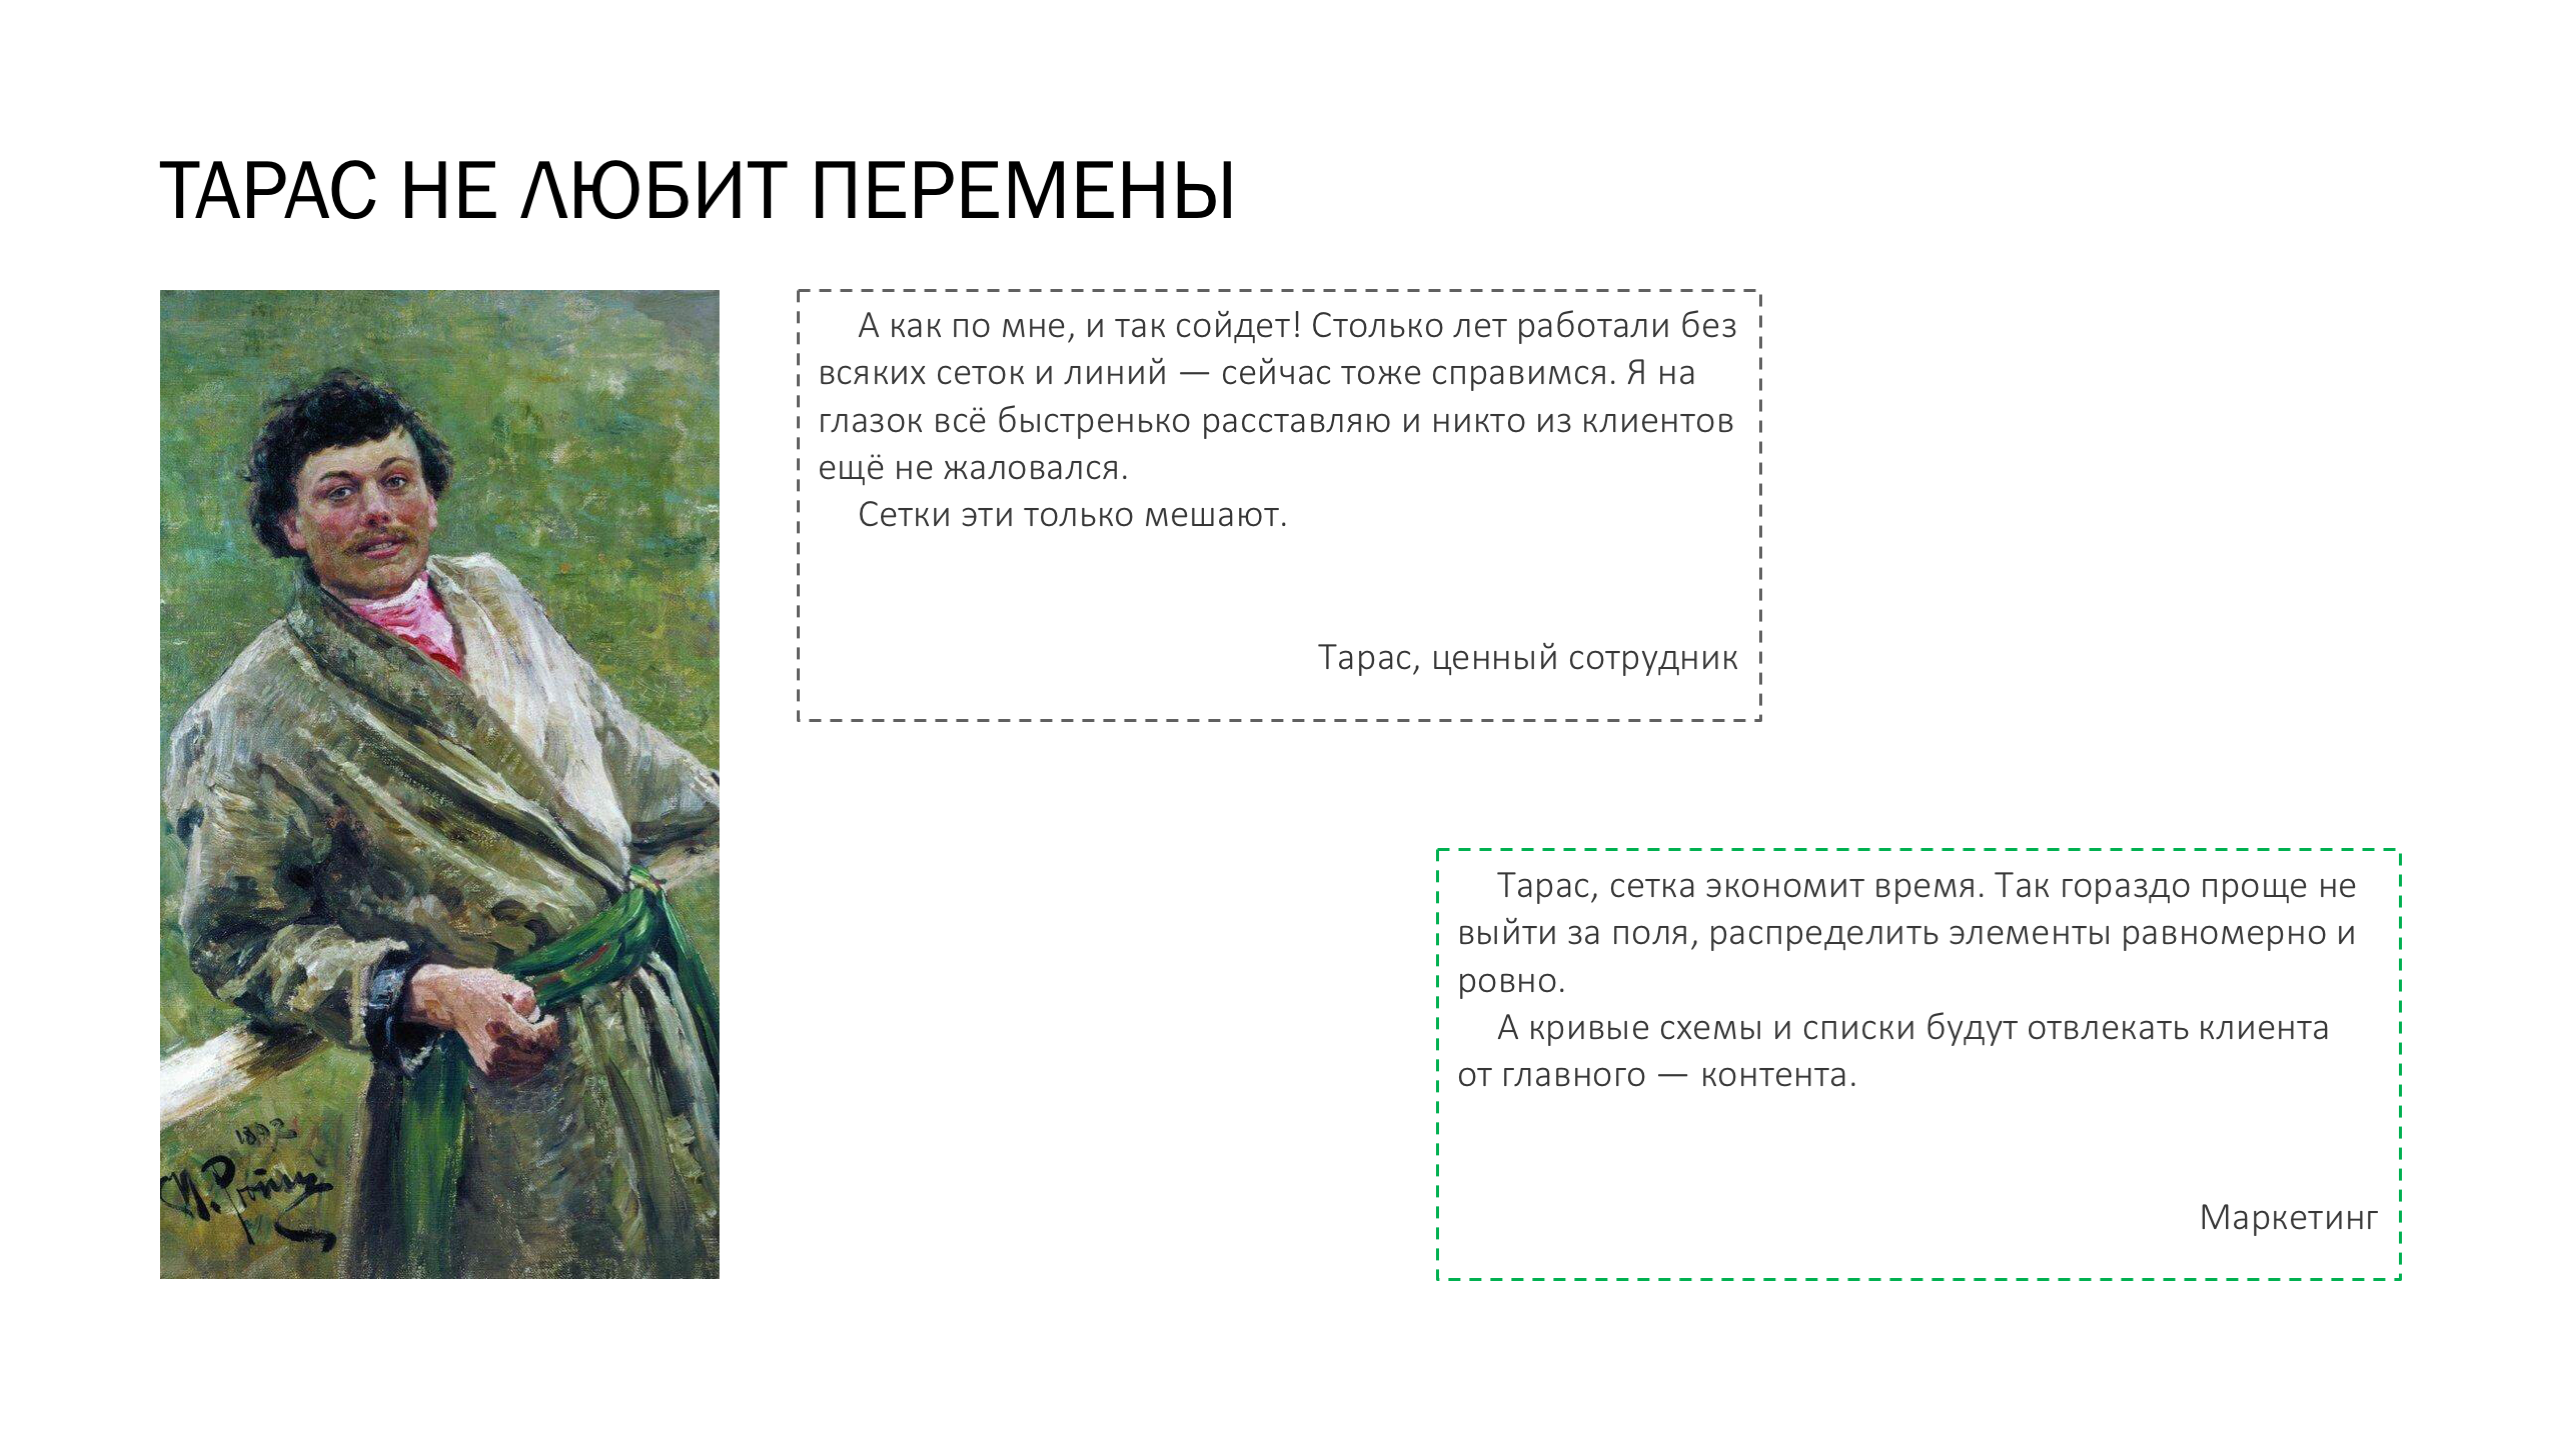 ТАРАС НЕ ЛЮБИТ ПЕРЕМЕНЫ
А как по мне, и так сойдет! Столько лет работали без
всяких сеток и линий — сейчас тоже справимся. Я на
глазок всё быстренько расставляю и никто из клиентов
ещё не жаловался.
Сетки эти только мешают.
Тарас, ценный сотрудник
Тарас, сетка экономит время. Так гораздо проще не
выйти за поля, распределить элементы равномерно и
ровно.
А кривые схемы и списки будут отвлекать клиента
от главного — контента.
Маркетинг